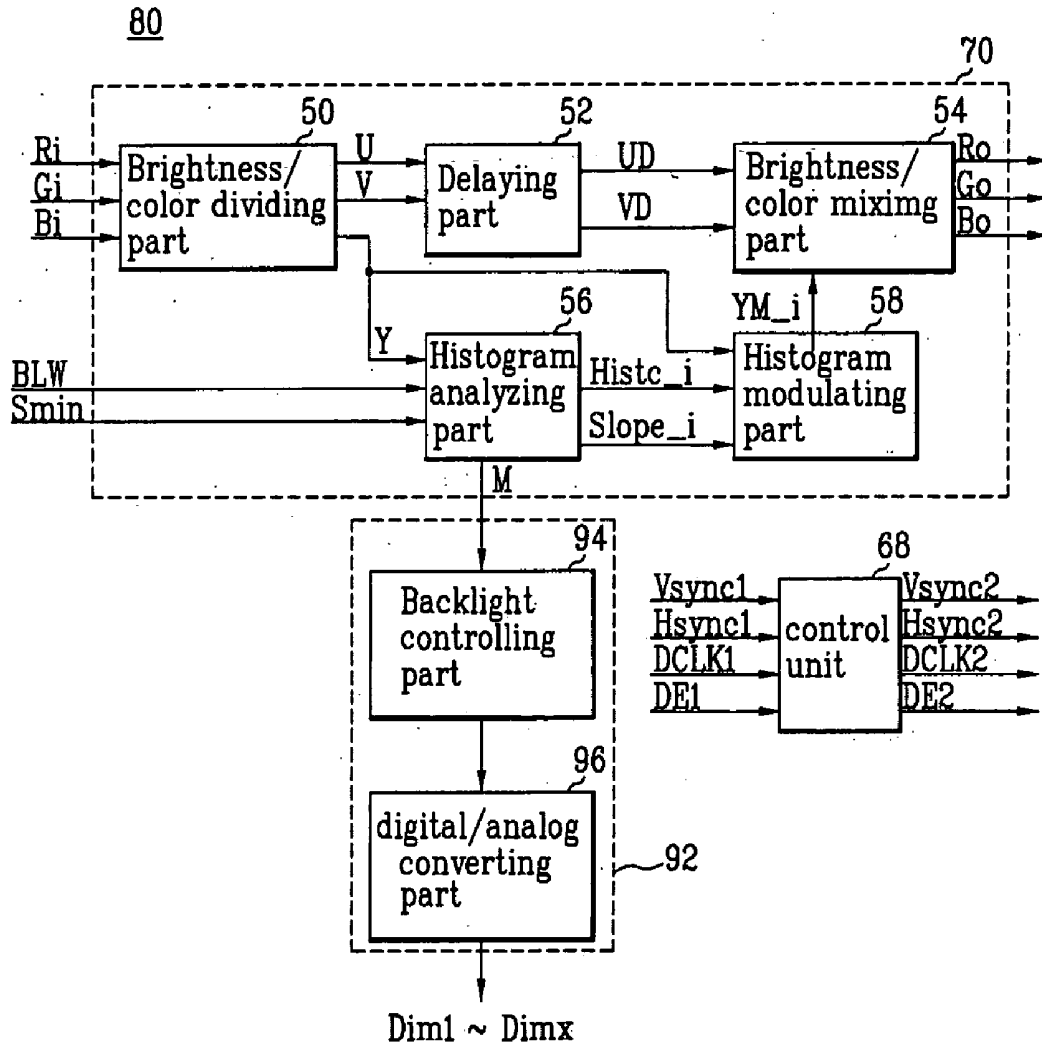 80
70
50
52
54
Ri
Gi
Bi
Brightness/
color dividing
part
U
V
Delaying
part
UD
VD
Brightness/
color miximg
part
Ro
Go
Bo
Y
56
YM_i
58
BLW
Smin
Histogram
analyzing
part
Histc_i
Slope_i
Histogram
modulating
part
M
94
Backlight
controlling
part
68
Vsync1
Hsync1
DCLK1
DE1
control
unit
Vsync2
Hsync2
DCLK2
DE2
96
digital/analog
converting
part
92
Dim1 ~ Dimx